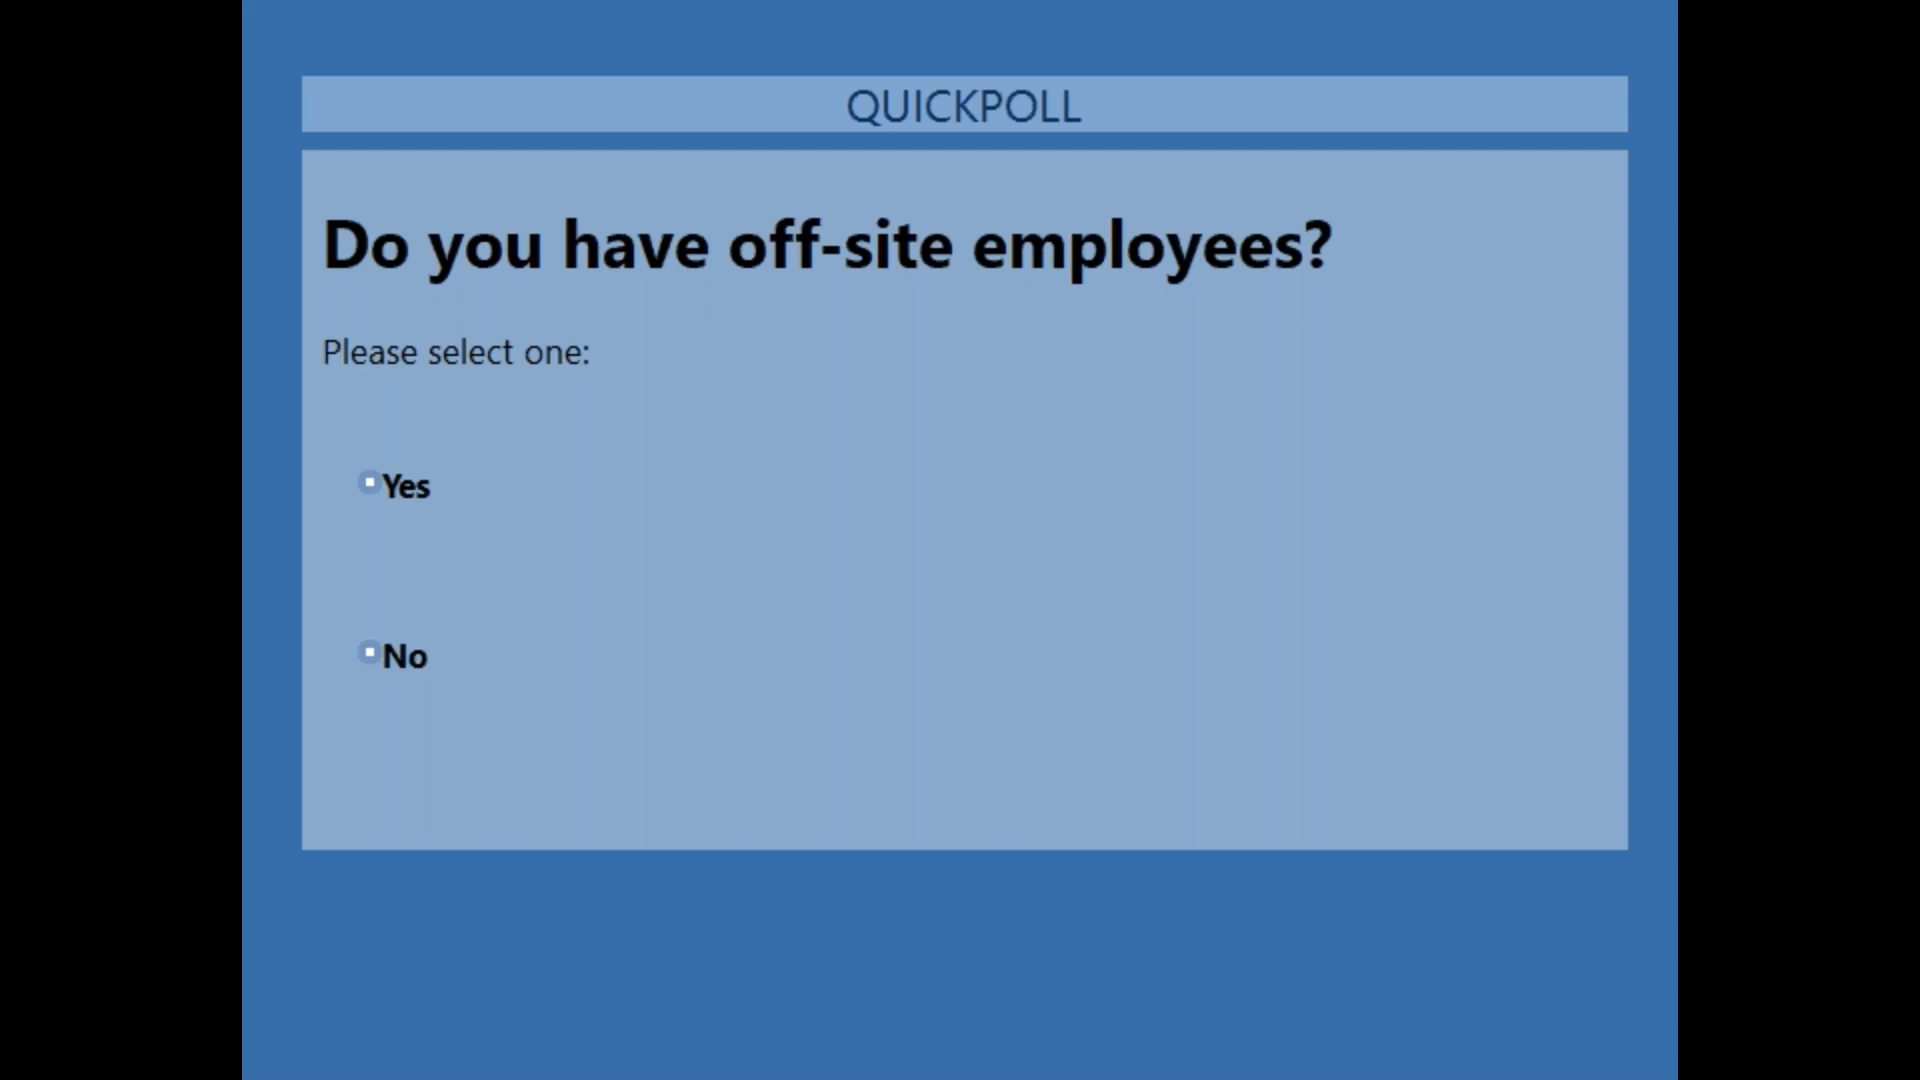 QUICKPOLL
Do you have off-site employees?
Please select one:
Yes
No